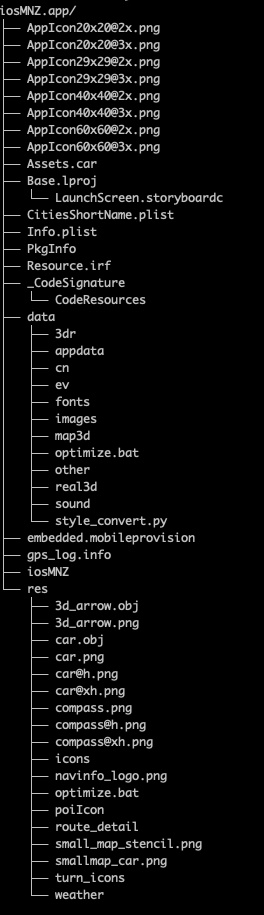 iosMNZ.app/
├── AppIcon20x20@2x.png
├── AppIcon20x20@3x.png
├── AppIcon29x29@2x.png
├── AppIcon29x29@3x.png
├── AppIcon40x40@2x.png
├── AppIcon40x40@3x.png
├── AppIcon60x60@2x.png
├── AppIcon60x60@3x.png
├── Assets.car
├── Base.lproj
│   └── LaunchScreen.storyboardc
├── CitiesShortName.plist
├── Info.plist
├── PkgInfo
├── Resource.irf
├── _CodeSignature
│   └── CodeResources
├── data
│   ├── 3dr
│   ├── appdata
│   ├── cn
│   ├── ev
│   ├── fonts
│   ├── images
│   ├── map3d
│   ├── optimize.bat
│   ├── other
│   ├── real3d
│   ├── sound
│   └── style_convert.py
├── embedded.mobileprovision
├── gps_log.info
├── iosMNZ
└── res
    ├── 3d_arrow.obj
    ├── 3d_arrow.png
    ├── car.obj
    ├── car.png
    ├── car@h.png
    ├── car@xh.png
    ├── compass.png
    ├── compass@h.png
    ├── compass@xh.png
    ├── icons
    ├── navinfo_logo.png
    ├── optimize.bat
    ├── poiIcon
    ├── route_detail
    ├── small_map_stencil.png
    ├── smallmap_car.png
    ├── turn_icons
    └── weather